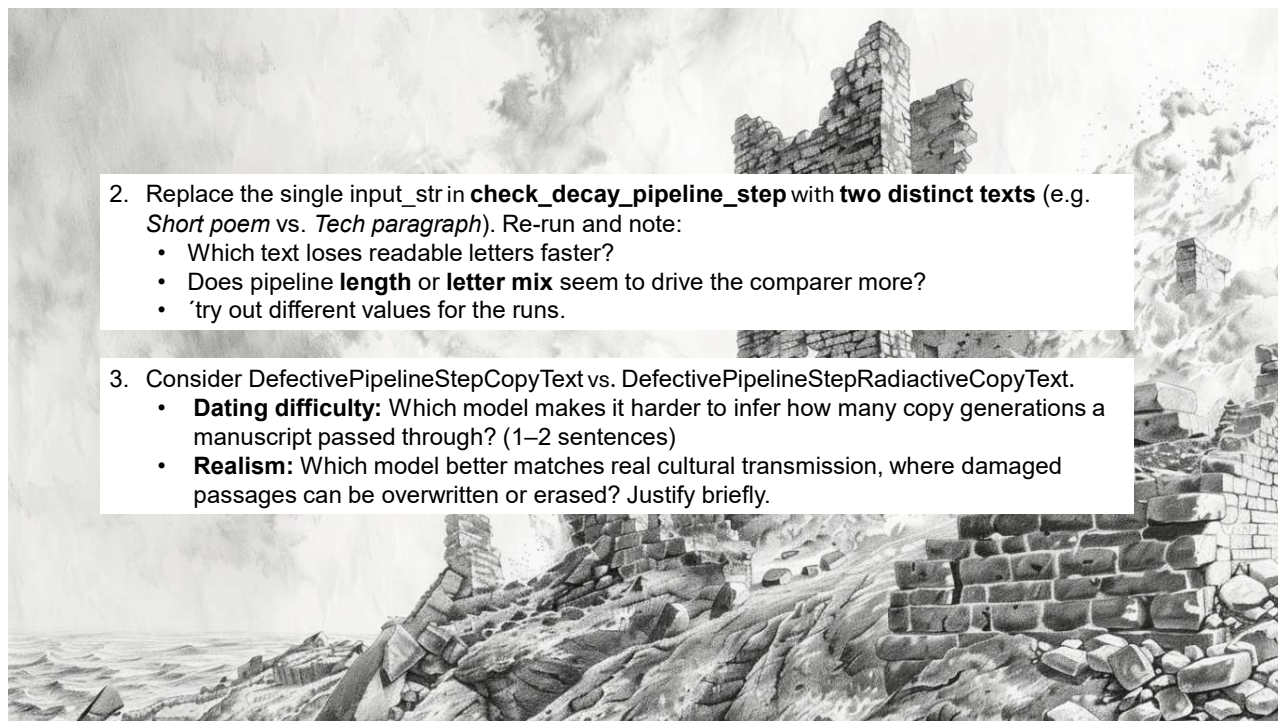 2. Replace the single input_str in check_decay_pipeline_step with two distinct texts (e.g.
Short poem vs. Tech paragraph). Re-run and note:
• Which text loses readable letters faster?
• Does pipeline length or letter mix seem to drive the comparer more?
• ´try out different values for the runs.
3. Consider DefectivePipelineStepCopyText vs. DefectivePipelineStepRadiactiveCopyText.
• Dating difficulty: Which model makes it harder to infer how many copy generations a
manuscript passed through? (1–2 sentences)
• Realism: Which model better matches real cultural transmission, where damaged
passages can be overwritten or erased? Justify briefly.